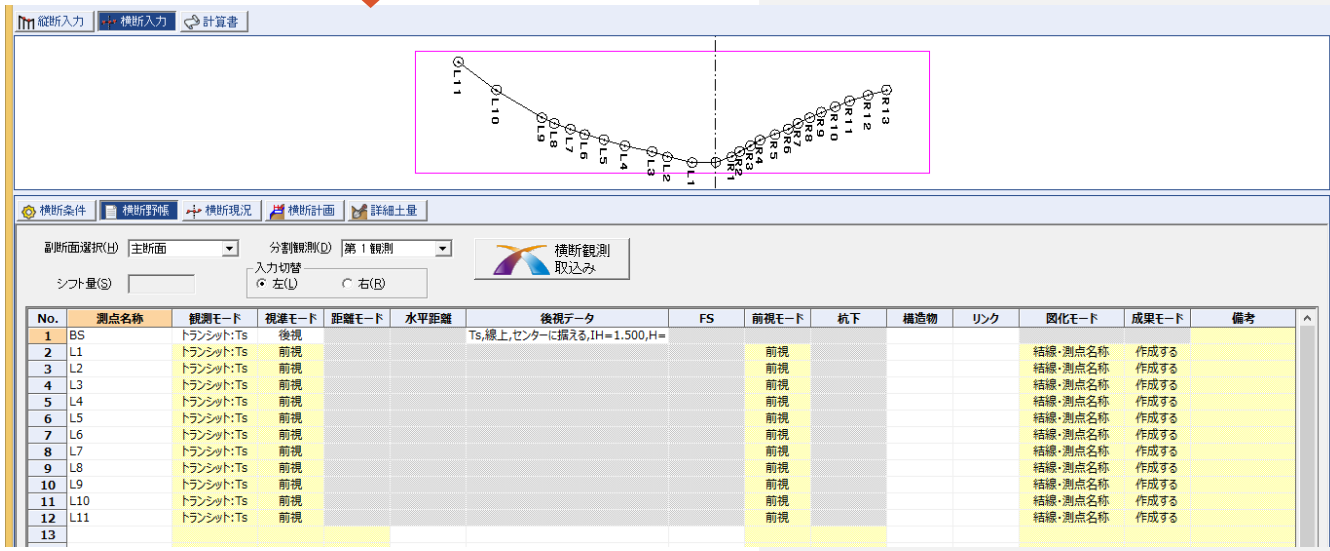 縦断入力 横断入力 計算書
L11 L10 L9 L8 L7 L6 L5 L4 L3 L2 L1 R1 R2 R3 R4 R5 R6 R7 R8 R9 R10 R11 R12 R13
横断条件 横断野帳 横断現況 横断計画 詳細土量
副断面選択(H) 主断面 分割観測(D) 第1観測 横断観測
取込み
入力切替
シフト量(S) 左(L) 右(R)
No. 測点名称 観測モード 視準モード 距離モード 水平距離 後視データ FS 前視モード 杭下 構造物 リンク 図化モード 成果モード 備考
1 BS トランシット:Ts 後視 Ts,線上,センターに据える,IH=1.500,H=
2 L1 トランシット:Ts 前視 前視 結線・測点名称 作成する
3 L2 トランシット:Ts 前視 前視 結線・測点名称 作成する
4 L3 トランシット:Ts 前視 前視 結線・測点名称 作成する
5 L4 トランシット:Ts 前視 前視 結線・測点名称 作成する
6 L5 トランシット:Ts 前視 前視 結線・測点名称 作成する
7 L6 トランシット:Ts 前視 前視 結線・測点名称 作成する
8 L7 トランシット:Ts 前視 前視 結線・測点名称 作成する
9 L8 トランシット:Ts 前視 前視 結線・測点名称 作成する
10 L9 トランシット:Ts 前視 前視 結線・測点名称 作成する
11 L10 トランシット:Ts 前視 前視 結線・測点名称 作成する
12 L11 トランシット:Ts 前視 前視 結線・測点名称 作成する
13